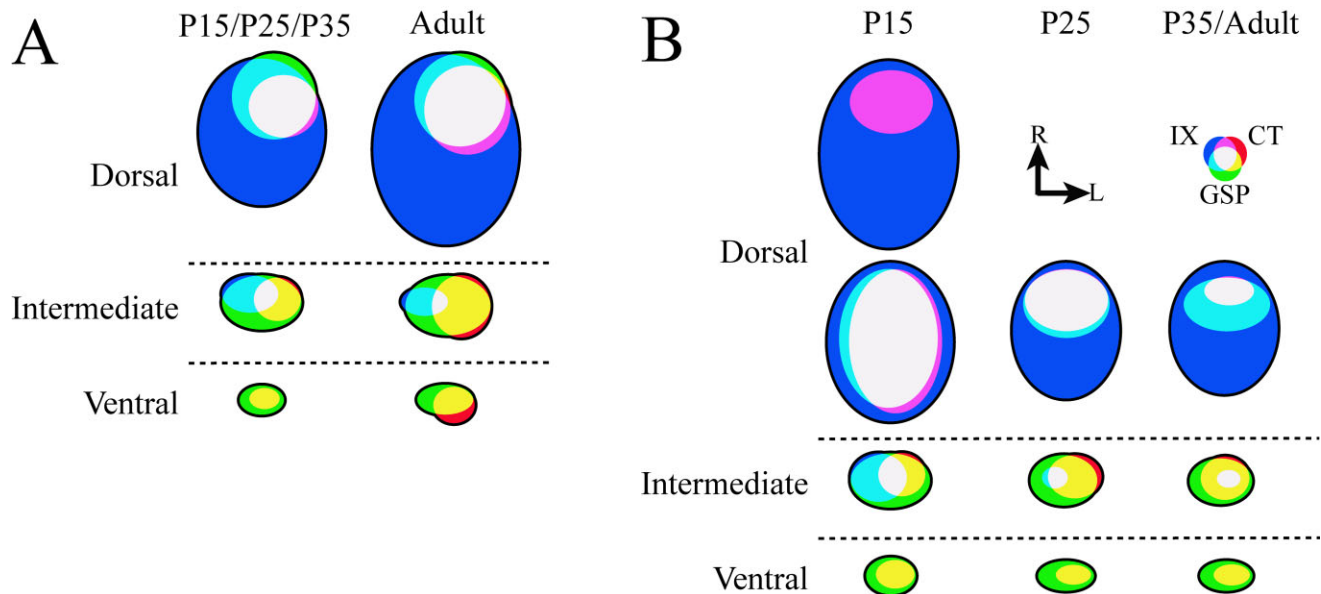 A
P15/P25/P35 Adult
Dorsal
Intermediate
Ventral
B
P15 P25 P35/Adult
R
L
IX CT
GSP
Dorsal
Intermediate
Ventral